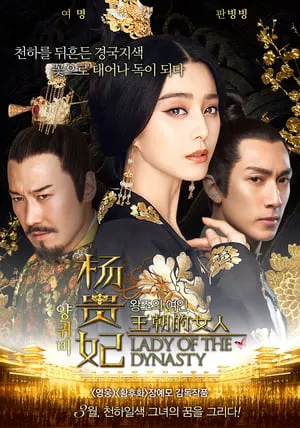 여 명
판빙빙
천하를 뒤흔든 경국지색
꽃으로 태어나 독이 되다
杨贵妃
양귀비
왕조의 여인
王朝的女人
LADY OF THE
DYNASTY
<영웅> <황후화> 장예모 감독작품
3월, 천하일색 그녀의 꿈을 그리다!